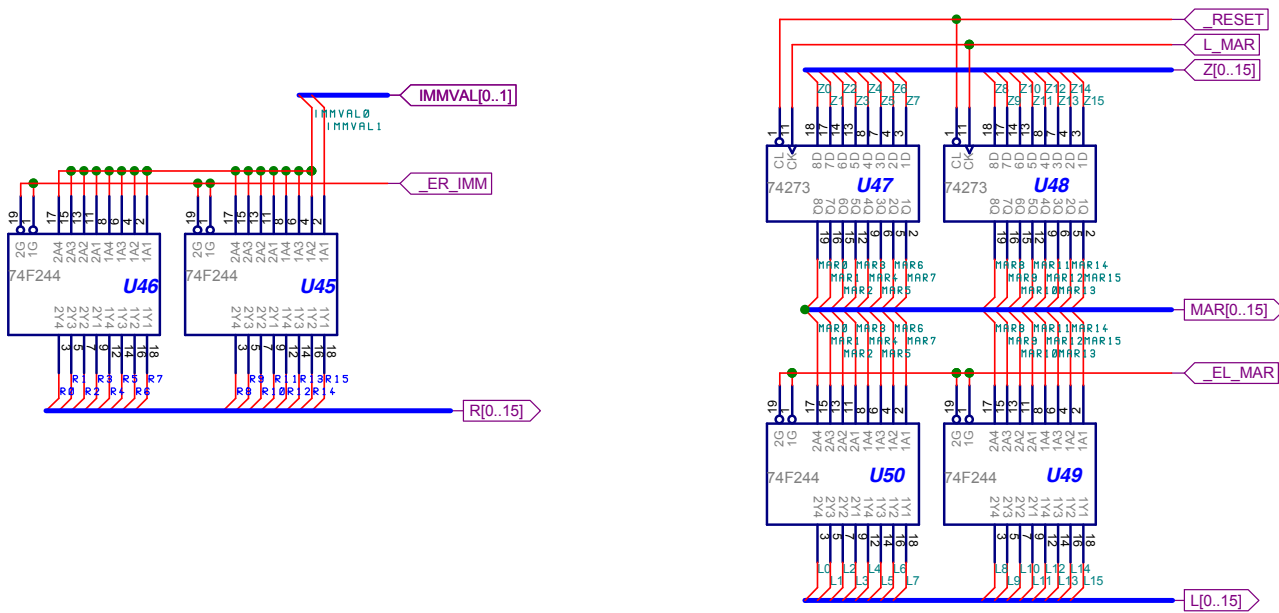 _RESET
L_MAR
Z[0..15]
IMMVAL[0..1]
IMMVAL0
IMMVAL1
_ER_IMM
19 1 17 15 13 11 8 6 4 2
2G 1G 2A4 2A3 2A2 2A1 1A4 1A3 1A2 1A1
74F244
U46
2Y4 2Y3 2Y2 2Y1 1Y4 1Y3 1Y2 1Y1
3 5 7 9 12 14 16 18
R0 R1 R2 R3 R4 R5 R6 R7
19 1 17 15 13 11 8 6 4 2
2G 1G 2A4 2A3 2A2 2A1 1A4 1A3 1A2 1A1
74F244
U45
2Y4 2Y3 2Y2 2Y1 1Y4 1Y3 1Y2 1Y1
3 5 7 9 12 14 16 18
R8 R9 R10 R11 R12 R13 R14 R15
R[0..15]
Z0 Z1 Z2 Z3 Z4 Z5 Z6 Z7
1 11 18 17 14 13 8 7 4 3
CL CK 8D 7D 6D 5D 4D 3D 2D 1D
74273
U47
8Q 7Q 6Q 5Q 4Q 3Q 2Q 1Q
19 16 15 12 9 6 5 2
MAR0 MAR1 MAR2 MAR3 MAR4 MAR5 MAR6 MAR7
Z8 Z9 Z10 Z11 Z12 Z13 Z14 Z15
1 11 18 17 14 13 8 7 4 3
CL CK 8D 7D 6D 5D 4D 3D 2D 1D
74273
U48
8Q 7Q 6Q 5Q 4Q 3Q 2Q 1Q
19 16 15 12 9 6 5 2
MAR8 MAR9 MAR10 MAR11 MAR12 MAR13 MAR14 MAR15
MAR[0..15]
MAR0 MAR1 MAR2 MAR3 MAR4 MAR5 MAR6 MAR7
MAR8 MAR9 MAR10 MAR11 MAR12 MAR13 MAR14 MAR15
_EL_MAR
19 1 17 15 13 11 8 6 4 2
2G 1G 2A4 2A3 2A2 2A1 1A4 1A3 1A2 1A1
74F244
U50
2Y4 2Y3 2Y2 2Y1 1Y4 1Y3 1Y2 1Y1
3 5 7 9 12 14 16 18
L0 L1 L2 L3 L4 L5 L6 L7
19 1 17 15 13 11 8 6 4 2
2G 1G 2A4 2A3 2A2 2A1 1A4 1A3 1A2 1A1
74F244
U49
2Y4 2Y3 2Y2 2Y1 1Y4 1Y3 1Y2 1Y1
3 5 7 9 12 14 16 18
L8 L9 L10 L11 L12 L13 L14 L15
L[0..15]